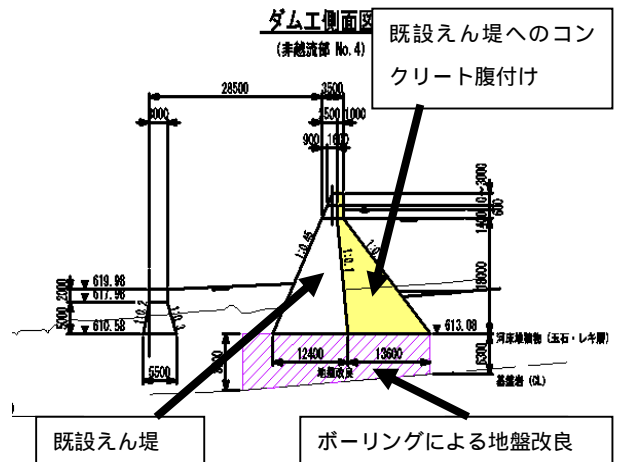 ダム工側面図
(非越流部 No.4)
既設えん堤へのコン
クリート腹付け
28500
3500
1000
900
1:0.45
1:0.1
619.98
617.98
610.58
613.08
2000
5000
5500
12400
13600
地盤改良
河床堆積物 (玉石・レキ層)
基盤岩 (CL)
既設えん堤
ボーリングによる地盤改良